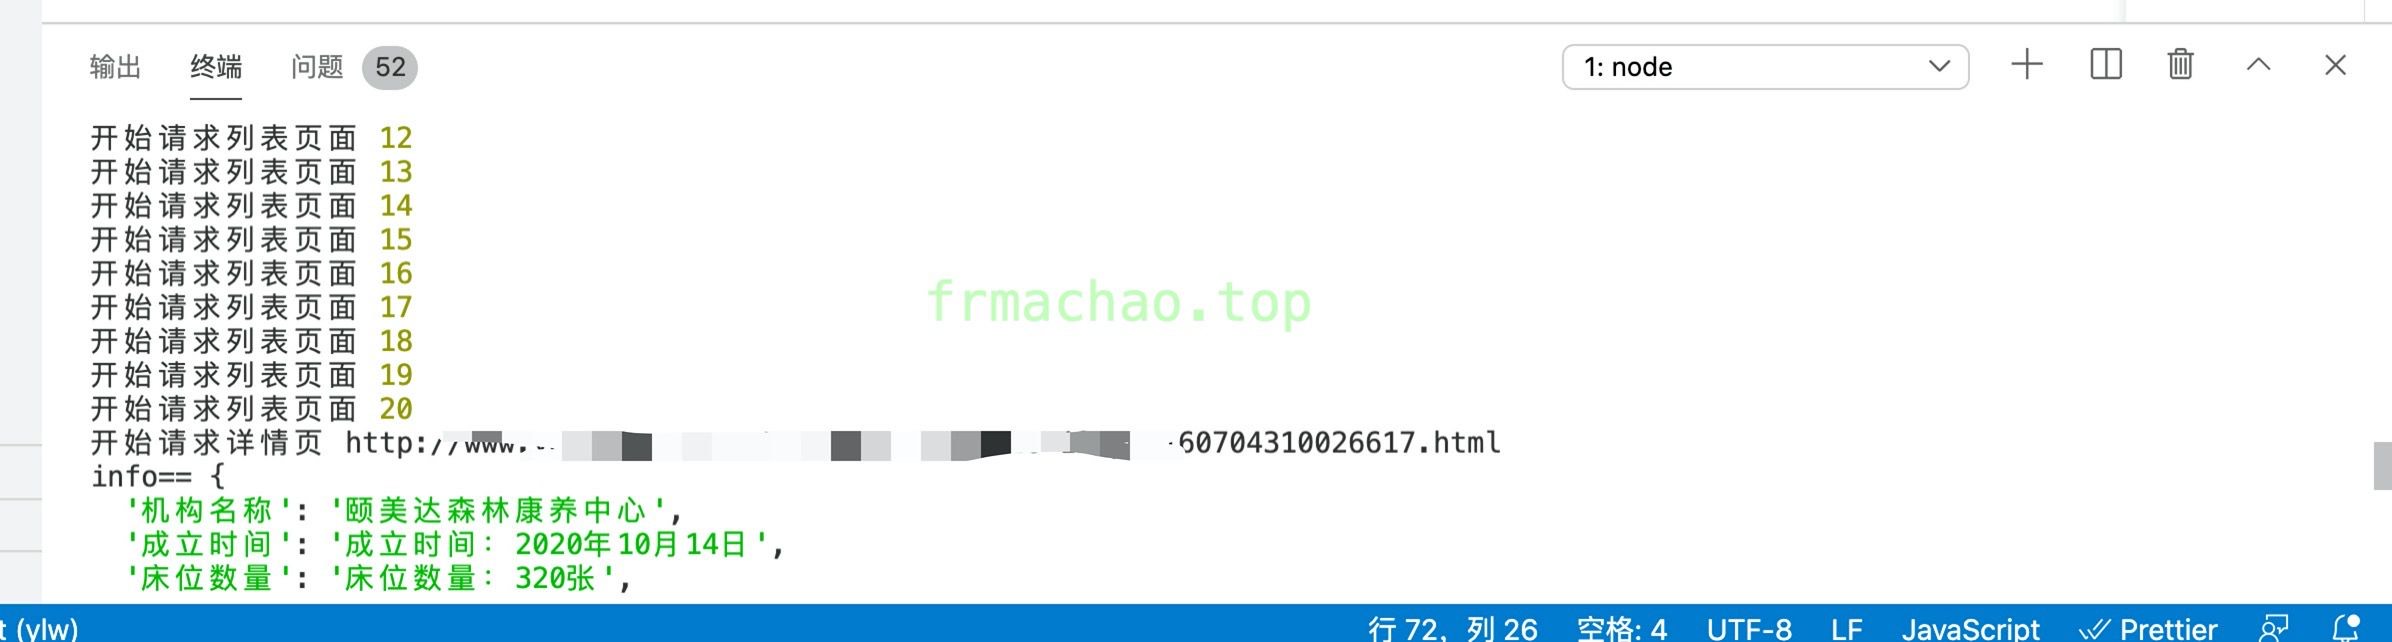 输出 终端 问题 52 1: node
开始请求列表页面 12
开始请求列表页面 13
开始请求列表页面 14
开始请求列表页面 15
开始请求列表页面 16
frmachao.top
开始请求列表页面 17
开始请求列表页面 18
开始请求列表页面 19
开始请求列表页面 20
开始请求详情页 http://www. 60704310026617.html
info== {
'机构名称': '颐美达森林康养中心',
'成立时间': '成立时间：2020年10月14日',
'床位数量': '床位数量：320张',
t (ylw) 行 72，列 26 空格: 4 UTF-8 LF JavaScript Prettier